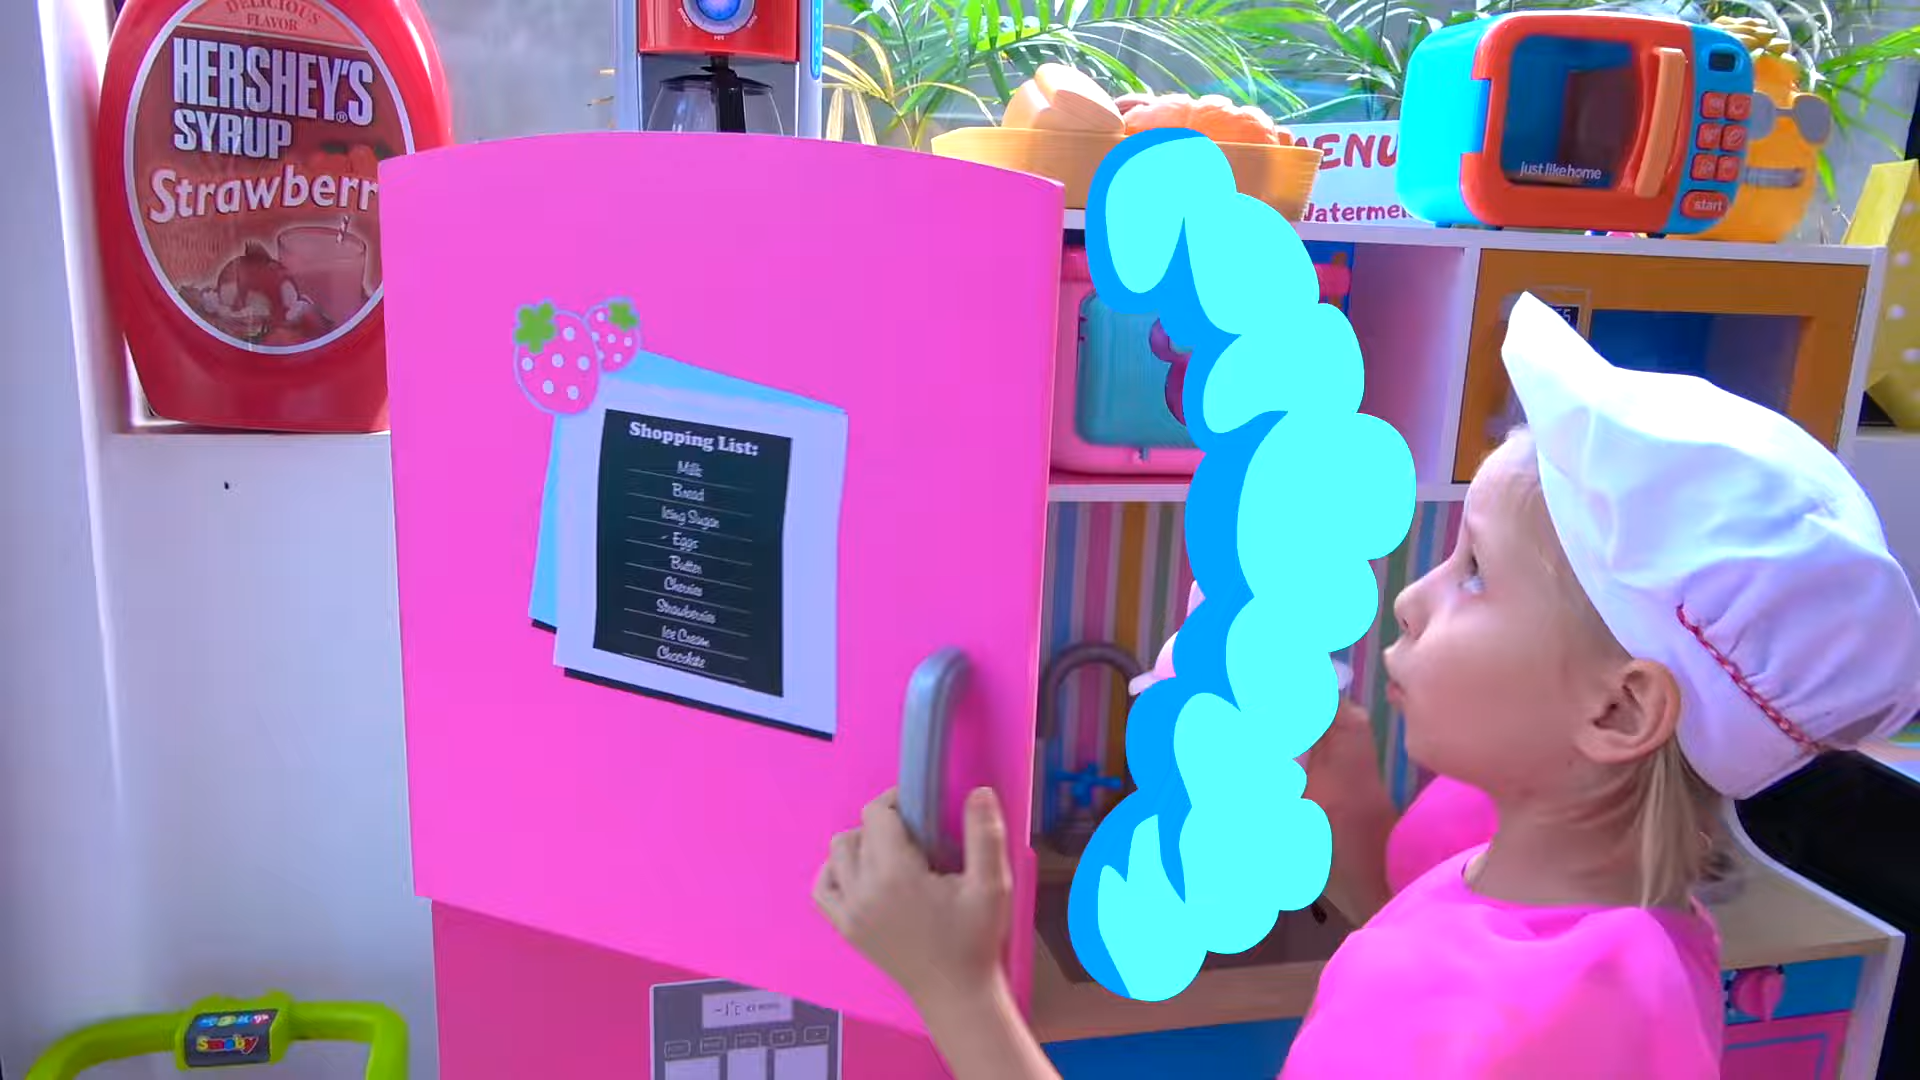 DELICIOUS
FLAVOR
HERSHEY'S
SYRUP
Strawberr
MENU
Watermel
just like home
start
Shopping List:
Milk
Bread
Icing Sugar
Eggs
Butter
Cherries
Strawberries
Ice Cream
Chocolate
Smoby